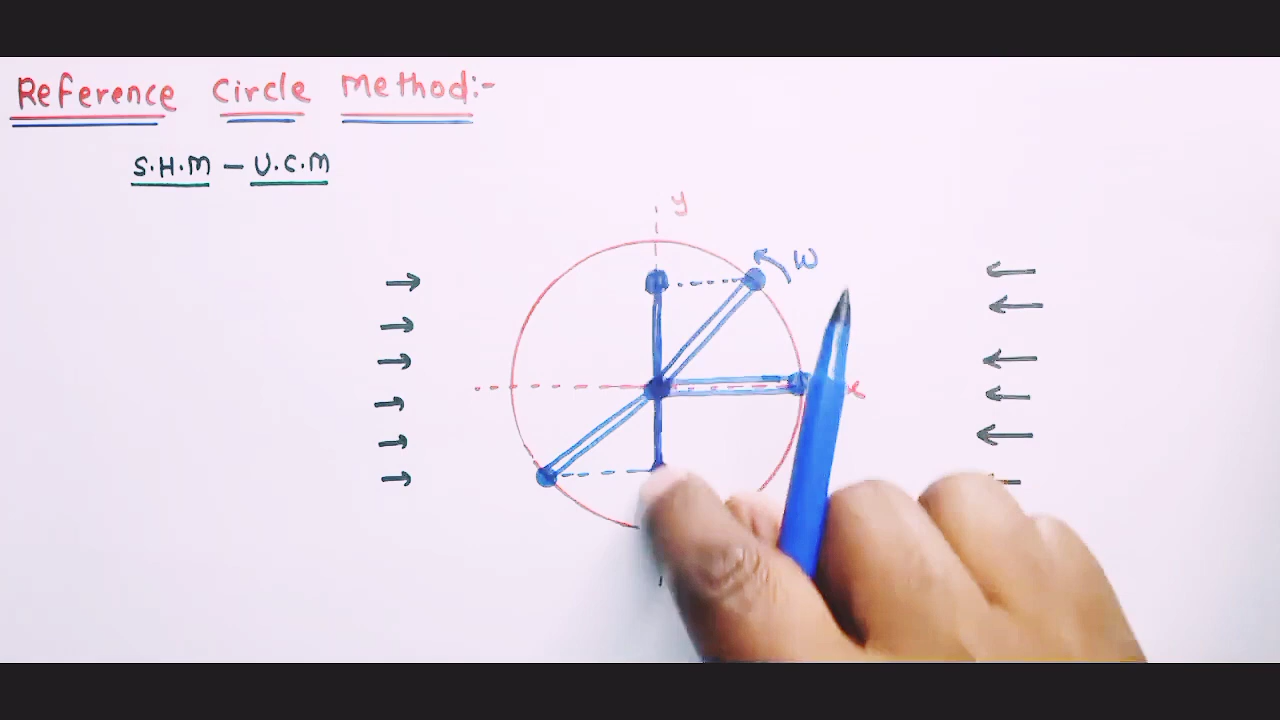 Reference Circle Method:-
S.H.M - U.C.M
y
ω
x